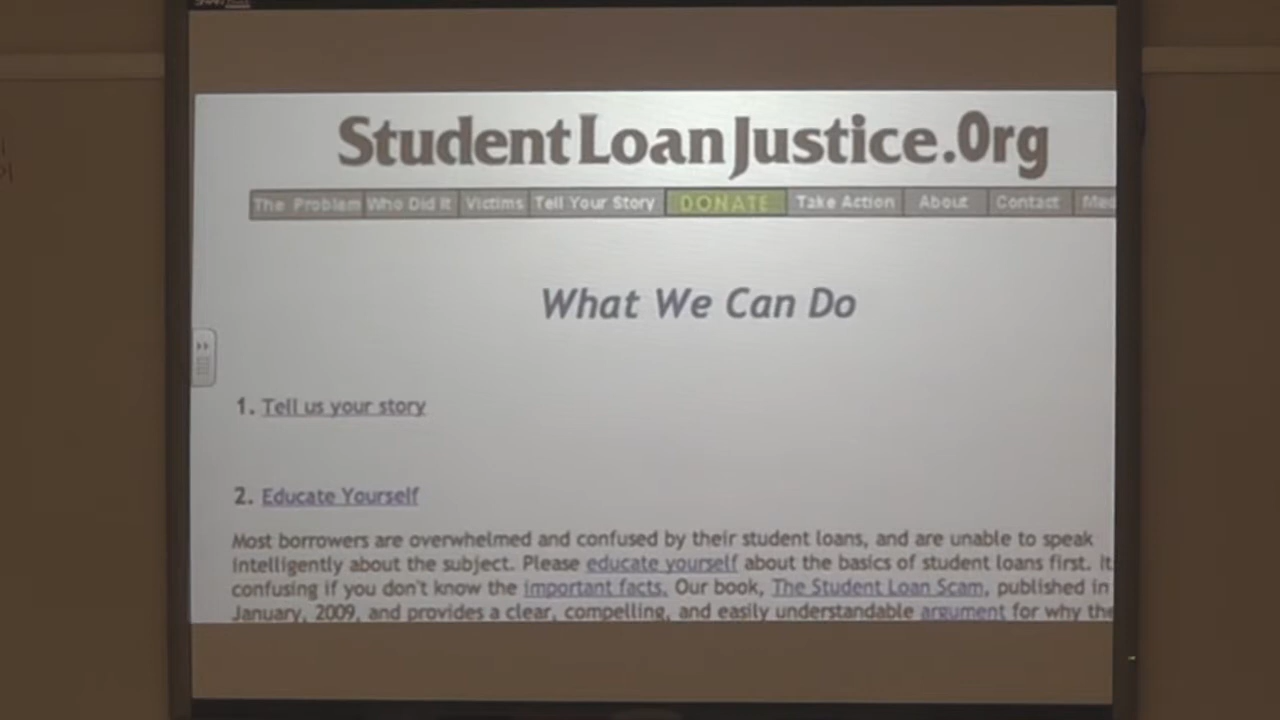 StudentLoanJustice.Org
The Problem Who Did It Victims Tell Your Story DONATE Take Action About Contact
What We Can Do
1. Tell us your story
2. Educate Yourself
Most borrowers are overwhelmed and confused by their student loans, and are unable to speak
intelligently about the subject. Please educate yourself about the basics of student loans first. It
confusing if you don't know the important facts. Our book, The Student Loan Scam, published in
January, 2009, and provides a clear, compelling, and easily understandable argument for why the